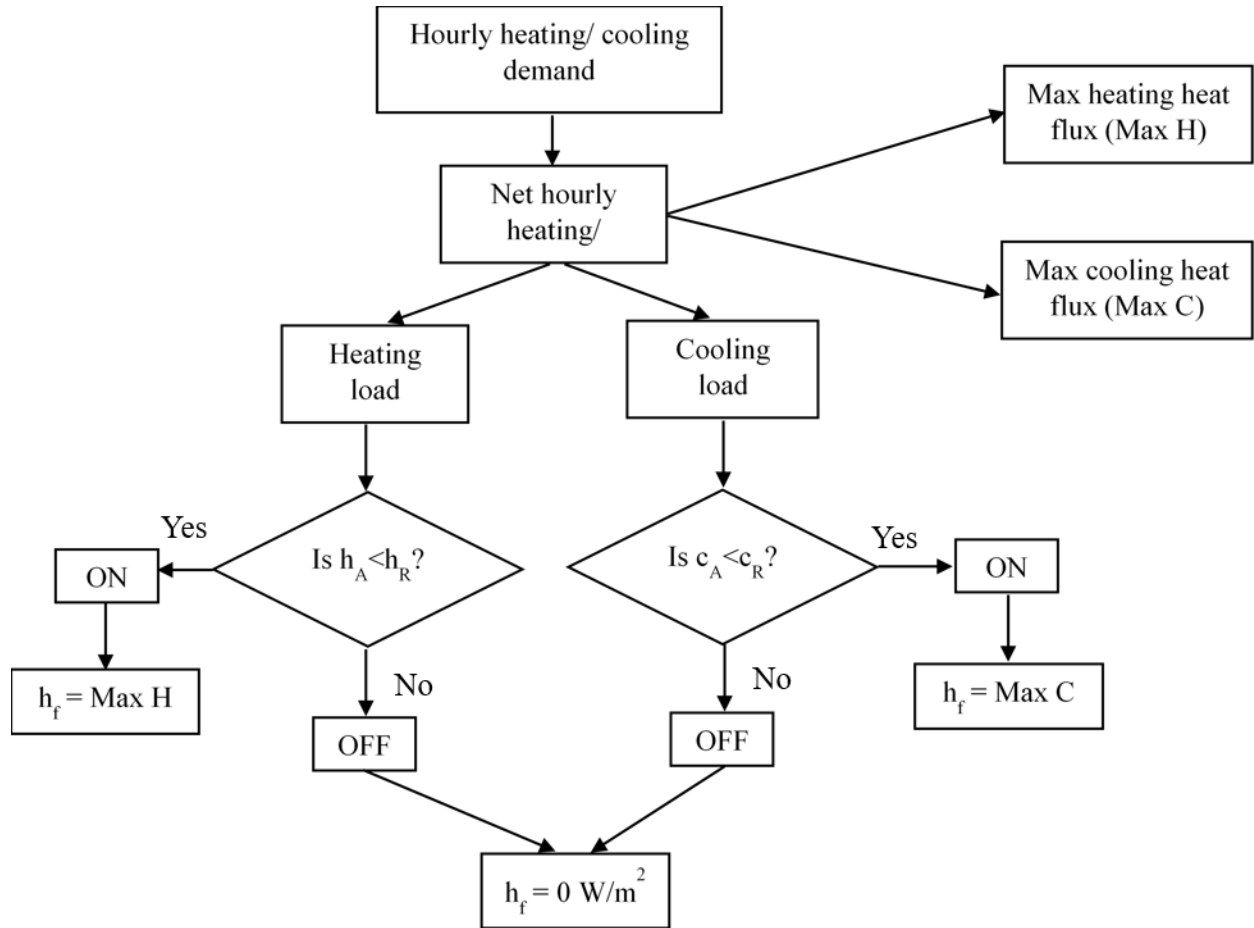 Hourly heating/ cooling
demand
Max heating heat
flux (Max H)
Net hourly
heating/
Max cooling heat
flux (Max C)
Heating
load
Cooling
load
Yes
Is h_A<h_R?
Is c_A<c_R?
Yes
ON
ON
h_f = Max H
No
No
h_f = Max C
OFF
OFF
h_f = 0 W/m²